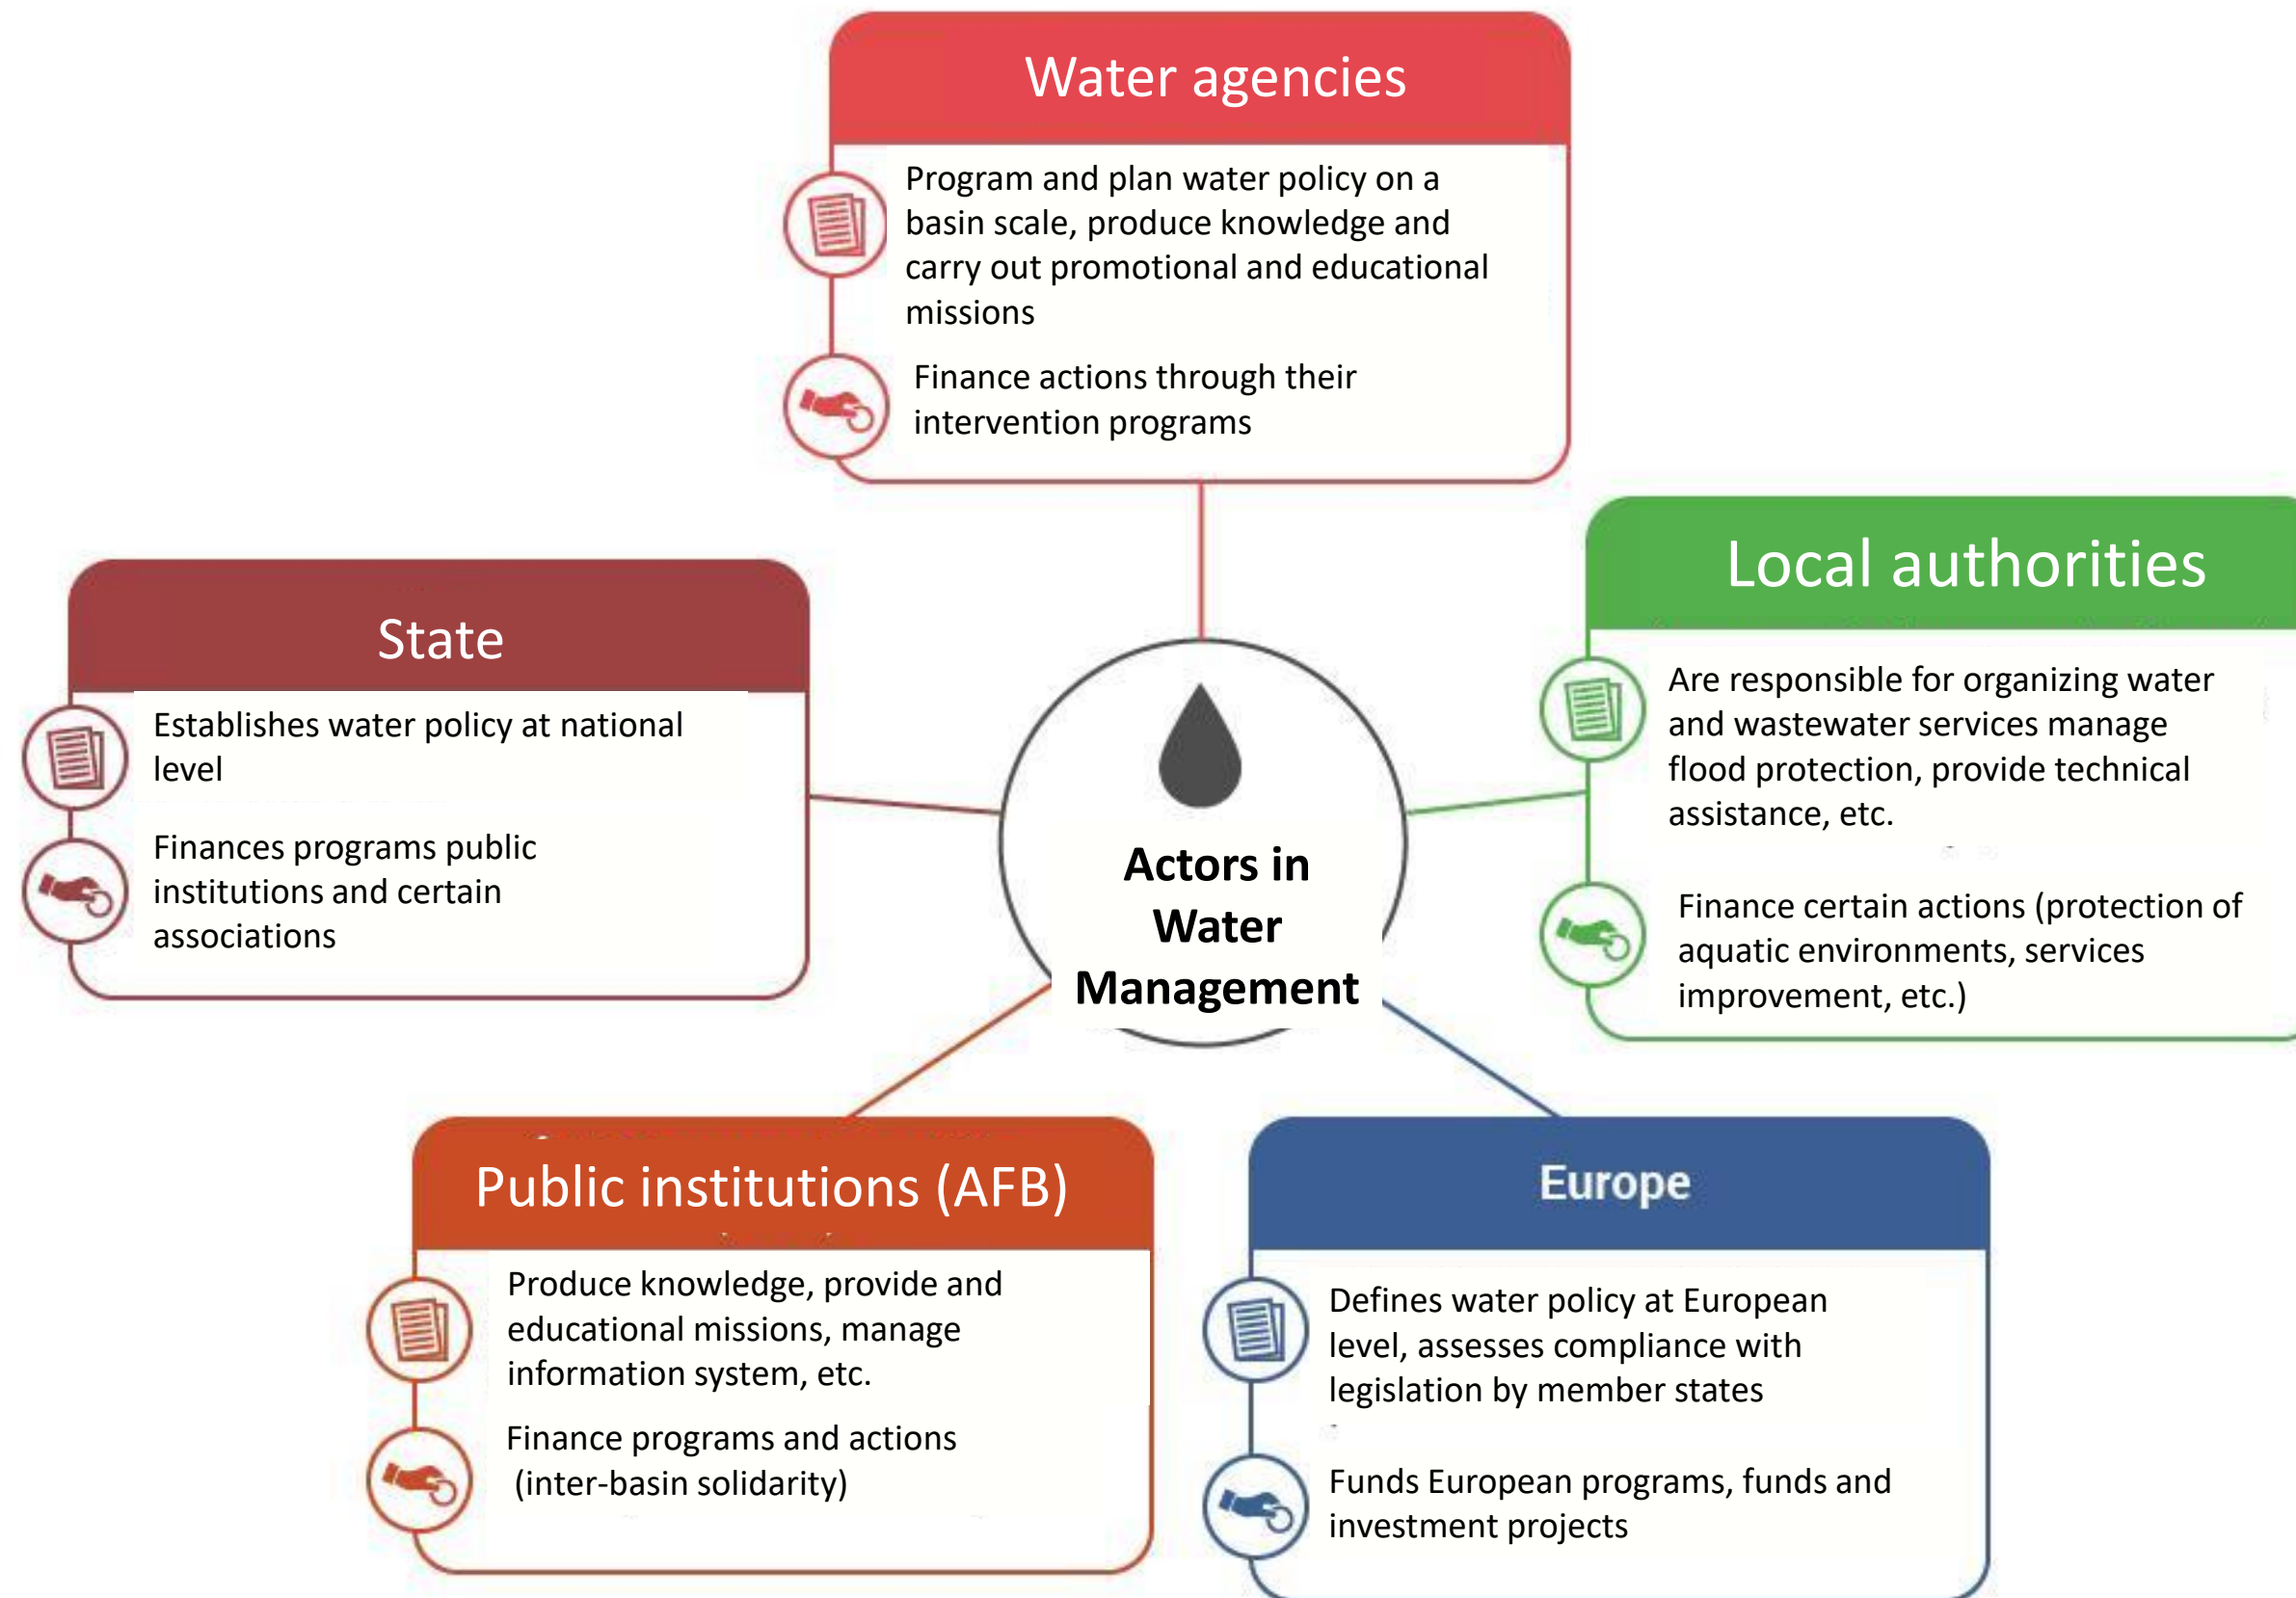 Water agencies
Program and plan water policy on a
basin scale, produce knowledge and
carry out promotional and educational
missions
Finance actions through their
intervention programs
Local authorities
Are responsible for organizing water
and wastewater services manage
flood protection, provide technical
assistance, etc.
Finance certain actions (protection of
aquatic environments, services
improvement, etc.)
State
Establishes water policy at national
level
Finances programs public
institutions and certain
associations
Actors in
Water
Management
Public institutions (AFB)
Produce knowledge, provide and
educational missions, manage
information system, etc.
Finance programs and actions
(inter-basin solidarity)
Europe
Defines water policy at European
level, assesses compliance with
legislation by member states
Funds European programs, funds and
investment projects